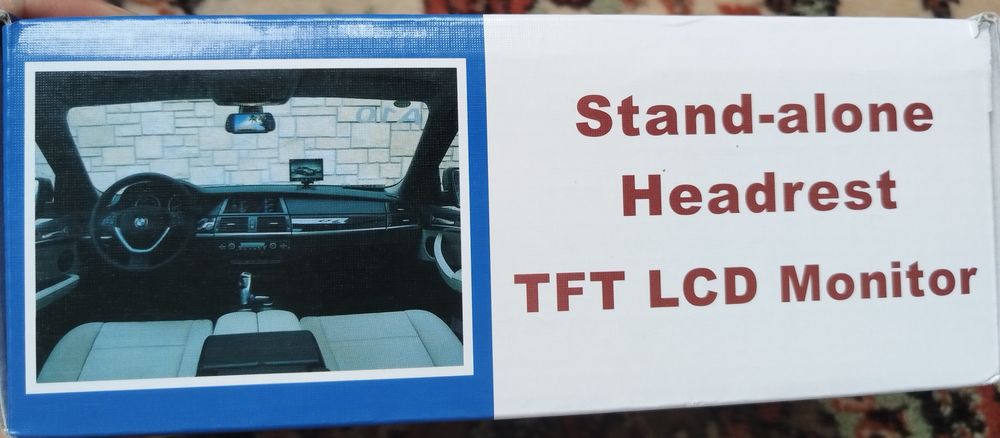 Stand-alone
Headrest
TFT LCD Monitor